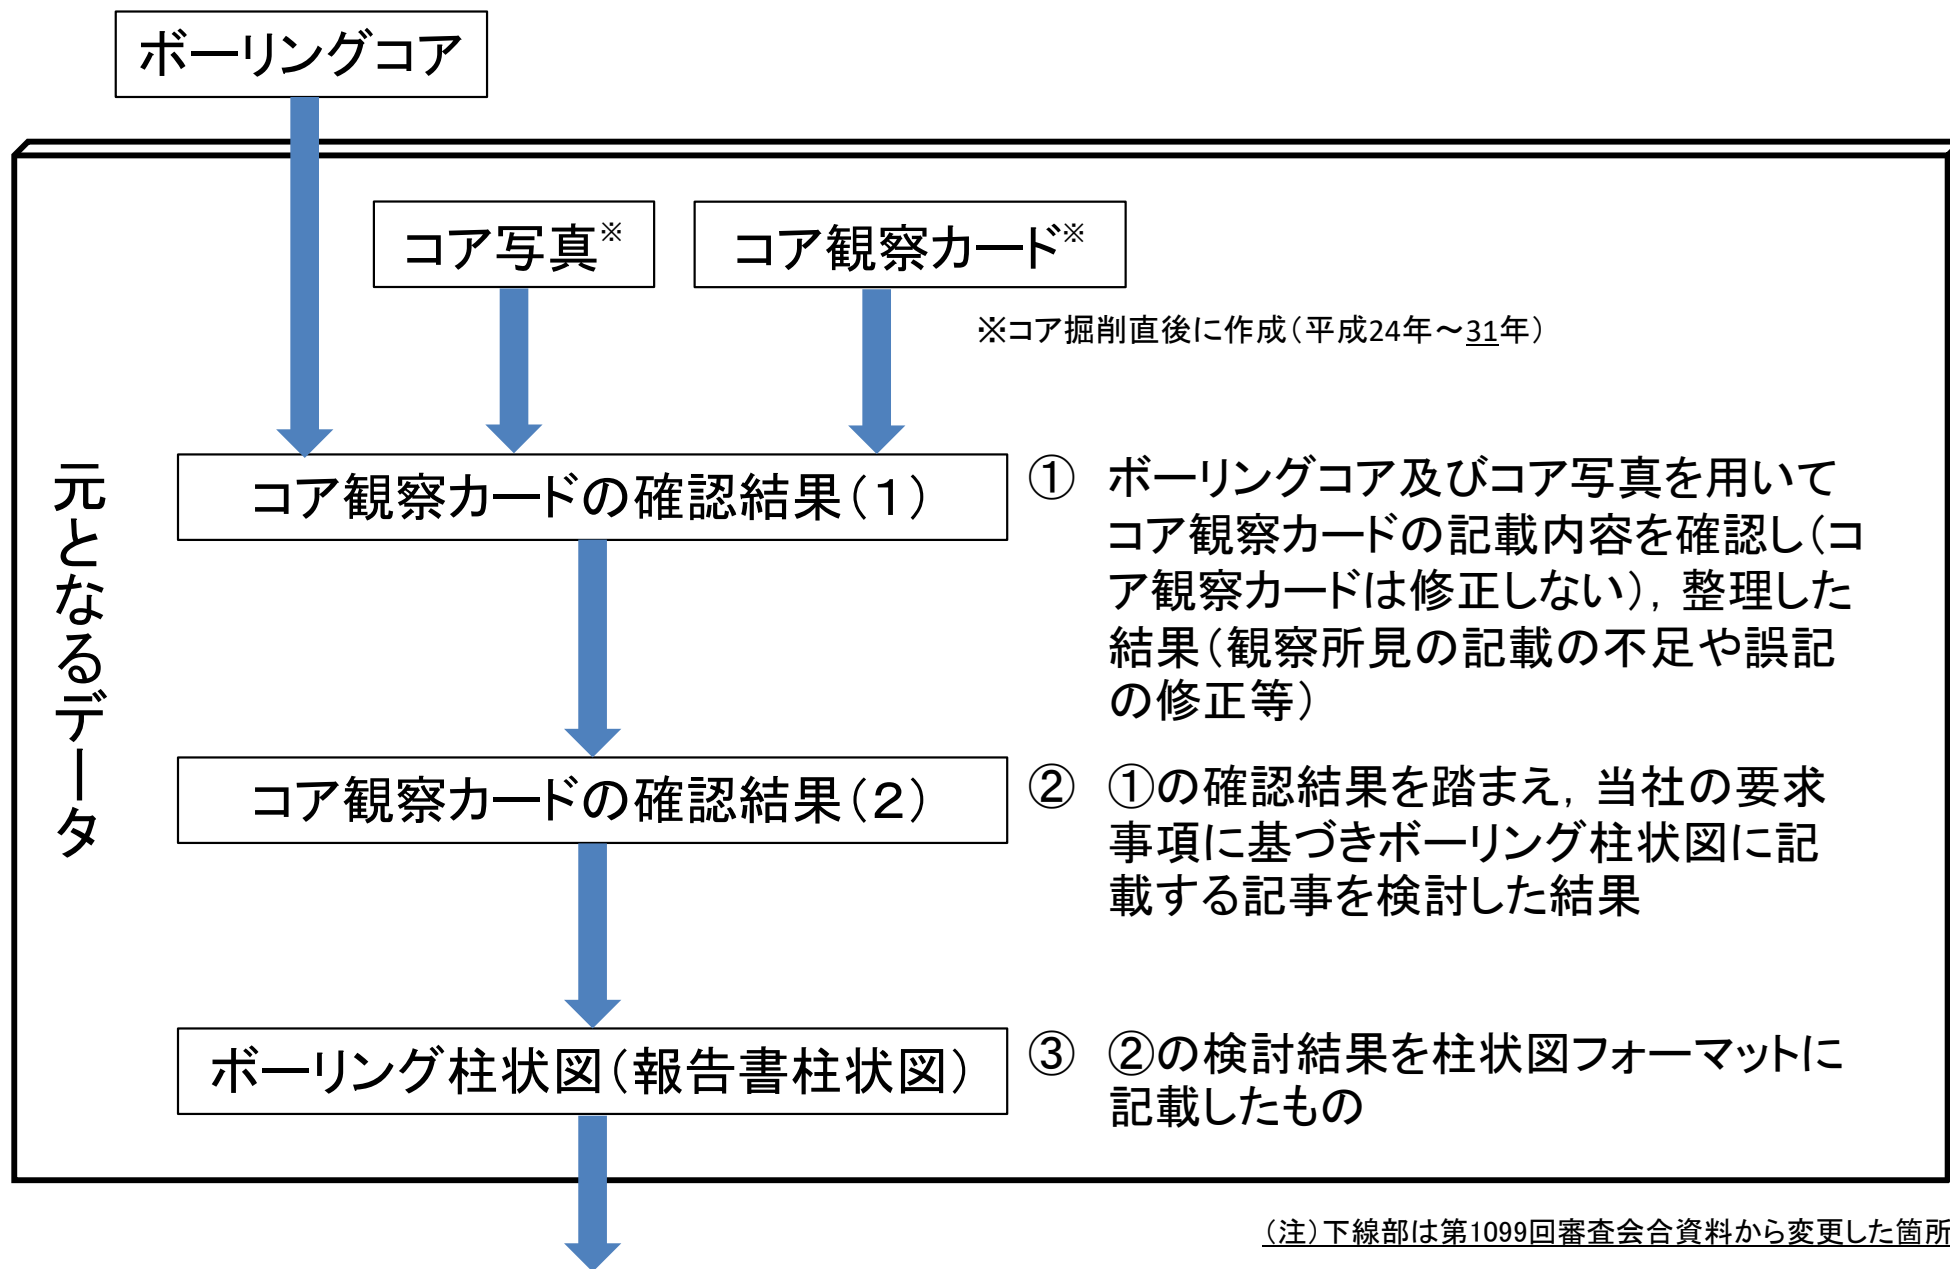 ボーリングコア
コア写真※
コア観察カード※
※コア掘削直後に作成(平成24年～31年)
元となるデータ
コア観察カードの確認結果(1)
① ボーリングコア及びコア写真を用いて
コア観察カードの記載内容を確認し(コ
ア観察カードは修正しない), 整理した
結果(観察所見の記載の不足や誤記
の修正等)
コア観察カードの確認結果(2)
② ①の確認結果を踏まえ, 当社の要求
事項に基づきボーリング柱状図に記
載する記事を検討した結果
ボーリング柱状図(報告書柱状図)
③ ②の検討結果を柱状図フォーマットに
記載したもの
(注)下線部は第1099回審査会合資料から変更した箇所